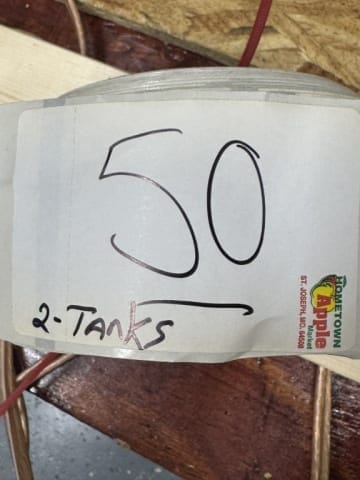 50
2-TANKS
HOMETOWN
Apple
Market
ST. JOSEPH, MO. 64506